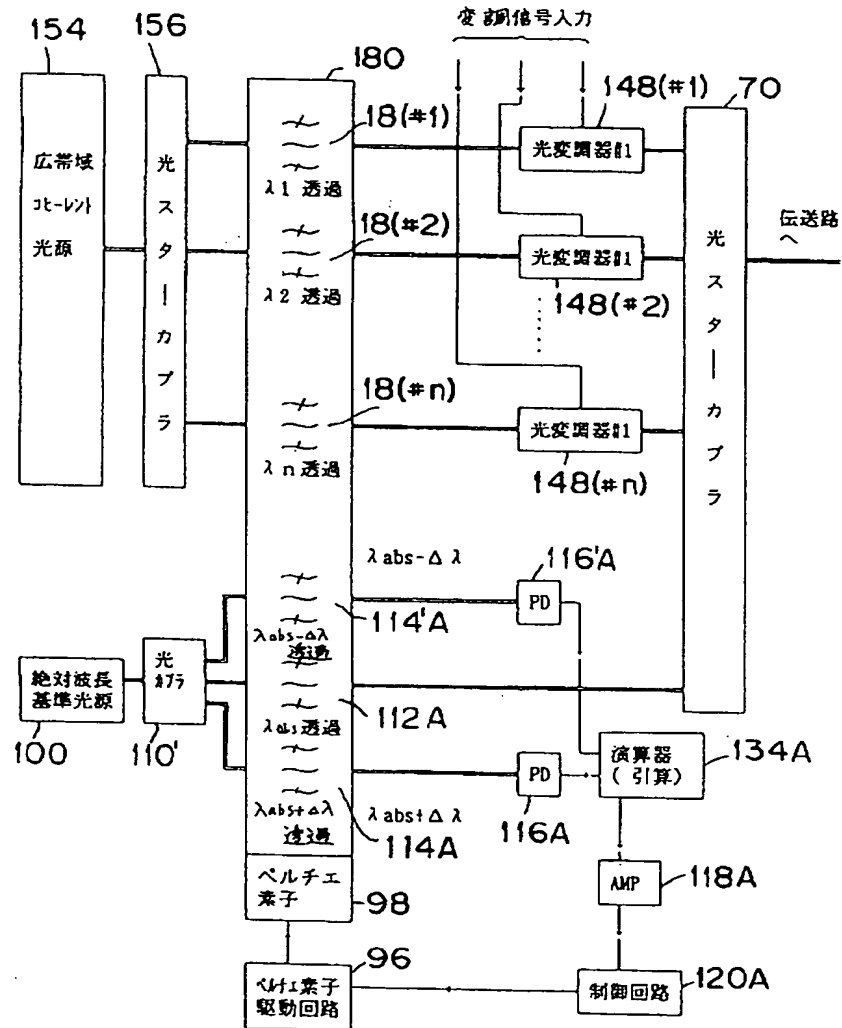 変調信号入力
154
156
180
148(#1)
70
18(#1)
光変調器#1
λ1 透過
広帯域
コヒーレント
光源
光スターカプラ
18(#2)
光変調器#1
λ2 透過
148(#2)
伝送路
へ
光スターカプラ
18(#n)
光変調器#1
λn 透過
148(#n)
λabs-Δλ
116'A
PD
114'A
λabs-Δλ
透過
絶対波長
基準光源
光
カプラ
100
110'
112A
λabs透過
演算器
(引算)
134A
PD
116A
λabs+Δλ
透過
λabs+Δλ
114A
ペルチェ
素子
98
AMP
118A
96
ペルチェ素子
駆動回路
制御回路
120A